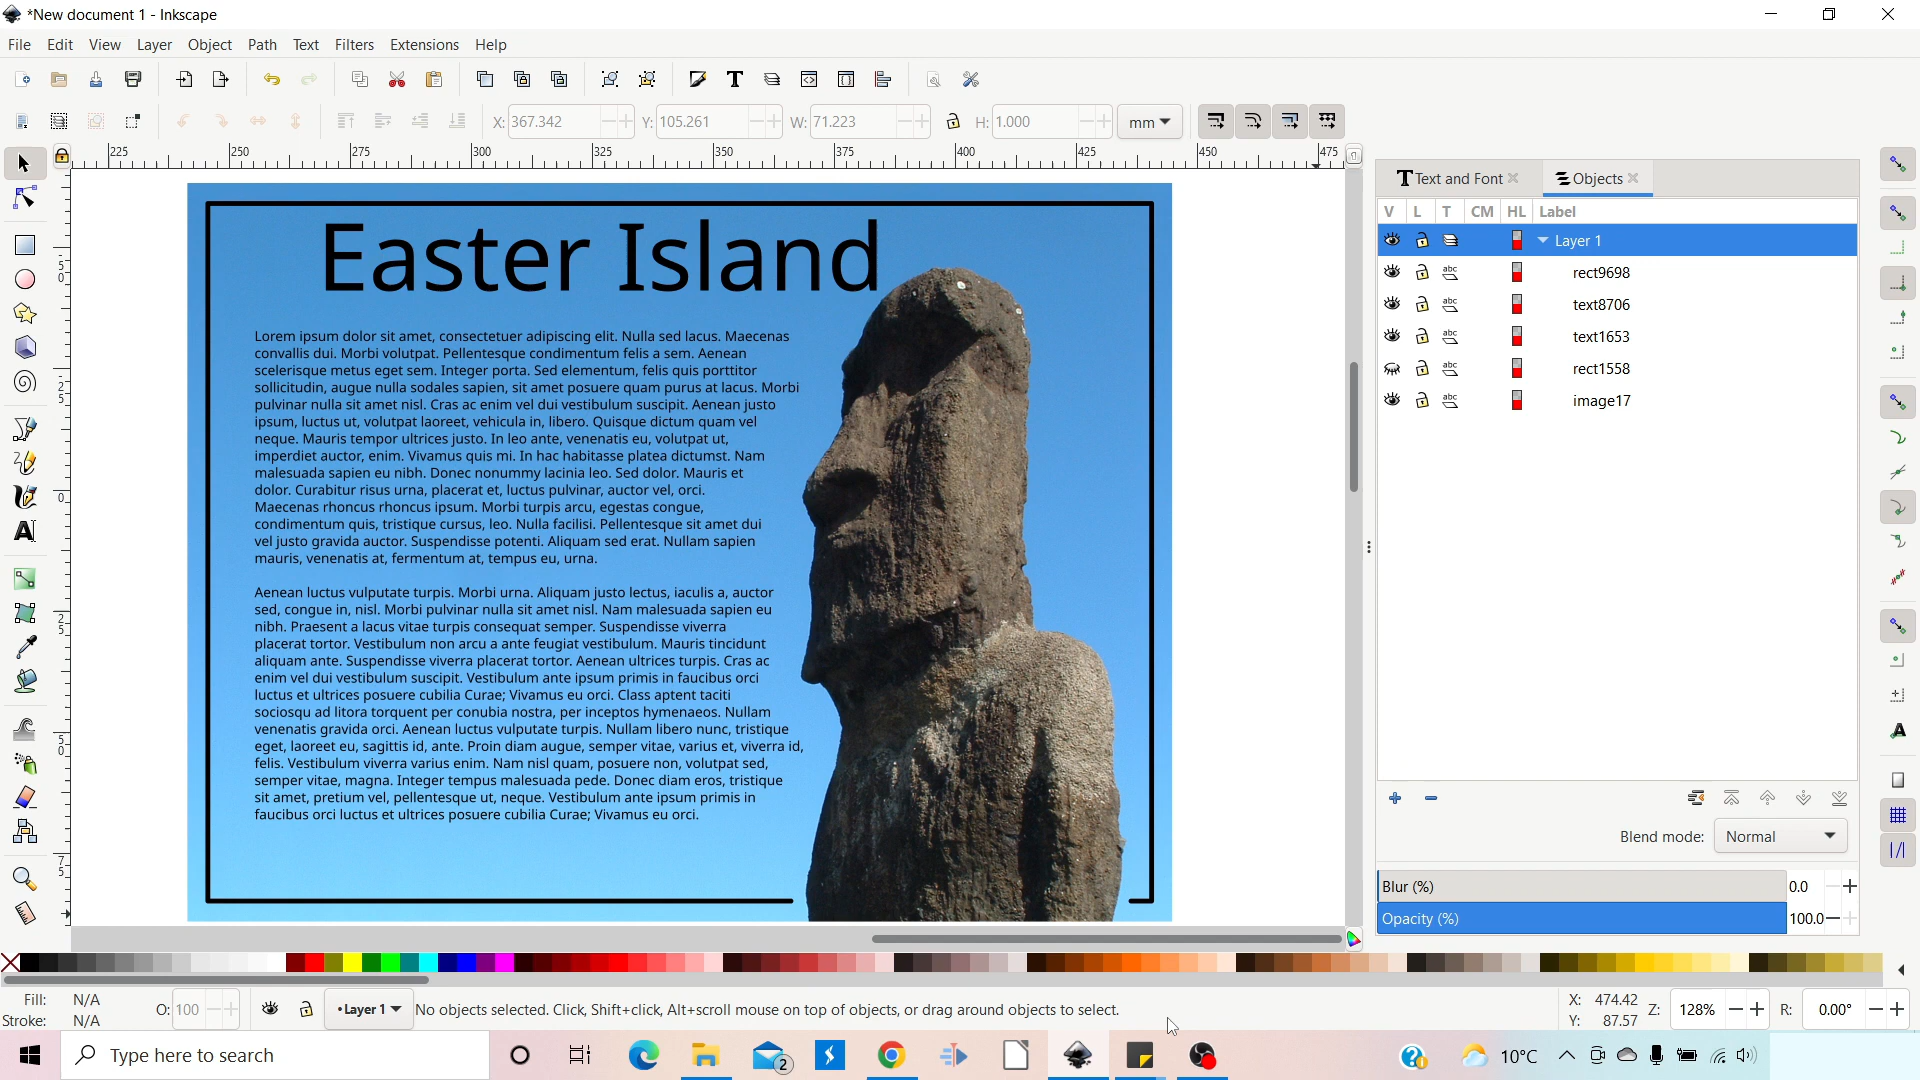 *New document 1 - Inkscape
File Edit View Layer Object Path Text Filters Extensions Help
X: 367.342 Y: 105.261 W: 71.223 H: 1.000 mm
225 250 275 300 325 350 375 400 425 450 475
Text and Font Objects
V L T CM HL Label
Layer 1
rect9698
text8706
text1653
rect1558
image17
Easter Island
Lorem ipsum dolor sit amet, consectetuer adipiscing elit. Nulla sed lacus. Maecenas
convallis dui. Morbi volutpat. Pellentesque condimentum felis a sem. Aenean
scelerisque metus eget sem. Integer porta. Sed elementum, felis quis porttitor
sollicitudin, augue nulla sodales sapien, sit amet posuere quam purus at lacus. Morbi
pulvinar nulla sit amet nisl. Cras ac enim vel dui vestibulum suscipit. Aenean justo
ipsum, luctus ut, volutpat laoreet, vehicula in, libero. Quisque dictum quam vel
neque. Mauris tempor ultrices justo. In leo ante, venenatis eu, volutpat ut,
imperdiet auctor, enim. Vivamus quis mi. In hac habitasse platea dictumst. Nam
malesuada sapien eu nibh. Donec nonummy lacinia leo. Sed dolor. Mauris et
dolor. Curabitur risus urna, placerat et, luctus pulvinar, auctor vel, orci.
Maecenas rhoncus rhoncus ipsum. Morbi turpis arcu, egestas congue,
condimentum quis, tristique cursus, leo. Nulla facilisi. Pellentesque sit amet dui
vel justo gravida auctor. Suspendisse potenti. Aliquam sed erat. Nullam sapien
mauris, venenatis at, fermentum at, tempus eu, urna.
Aenean luctus vulputate turpis. Morbi urna. Aliquam justo lectus, iaculis a, auctor
sed, congue in, nisl. Morbi pulvinar nulla sit amet nisl. Nam malesuada sapien eu
nibh. Praesent a lacus vitae turpis consequat semper. Suspendisse viverra
placerat tortor. Vestibulum non arcu a ante feugiat vestibulum. Mauris tincidunt
aliquam ante. Suspendisse viverra placerat tortor. Aenean ultrices turpis. Cras ac
enim vel dui vestibulum suscipit. Vestibulum ante ipsum primis in faucibus orci
luctus et ultrices posuere cubilia Curae; Vivamus eu orci. Class aptent taciti
sociosqu ad litora torquent per conubia nostra, per inceptos hymenaeos. Nullam
venenatis gravida orci. Aenean luctus vulputate turpis. Nullam libero nunc, tristique
eget, laoreet eu, sagittis id, ante. Proin diam augue, semper vitae, varius et, viverra id,
felis. Vestibulum viverra varius enim. Nam nisl quam, posuere non, volutpat sed,
semper vitae, magna. Integer tempus malesuada pede. Donec diam eros, tristique
sit amet, pretium vel, pellentesque ut, neque. Vestibulum ante ipsum primis in
faucibus orci luctus et ultrices posuere cubilia Curae; Vivamus eu orci.
Blend mode: Normal
Blur (%) 0.0
Opacity (%) 100.0
Fill: N/A
Stroke: N/A
O: 100
•Layer 1
No objects selected. Click, Shift+click, Alt+scroll mouse on top of objects, or drag around objects to select.
X: 474.42
Y: 87.57
Z: 128% R: 0.00°
Type here to search
2
10°C